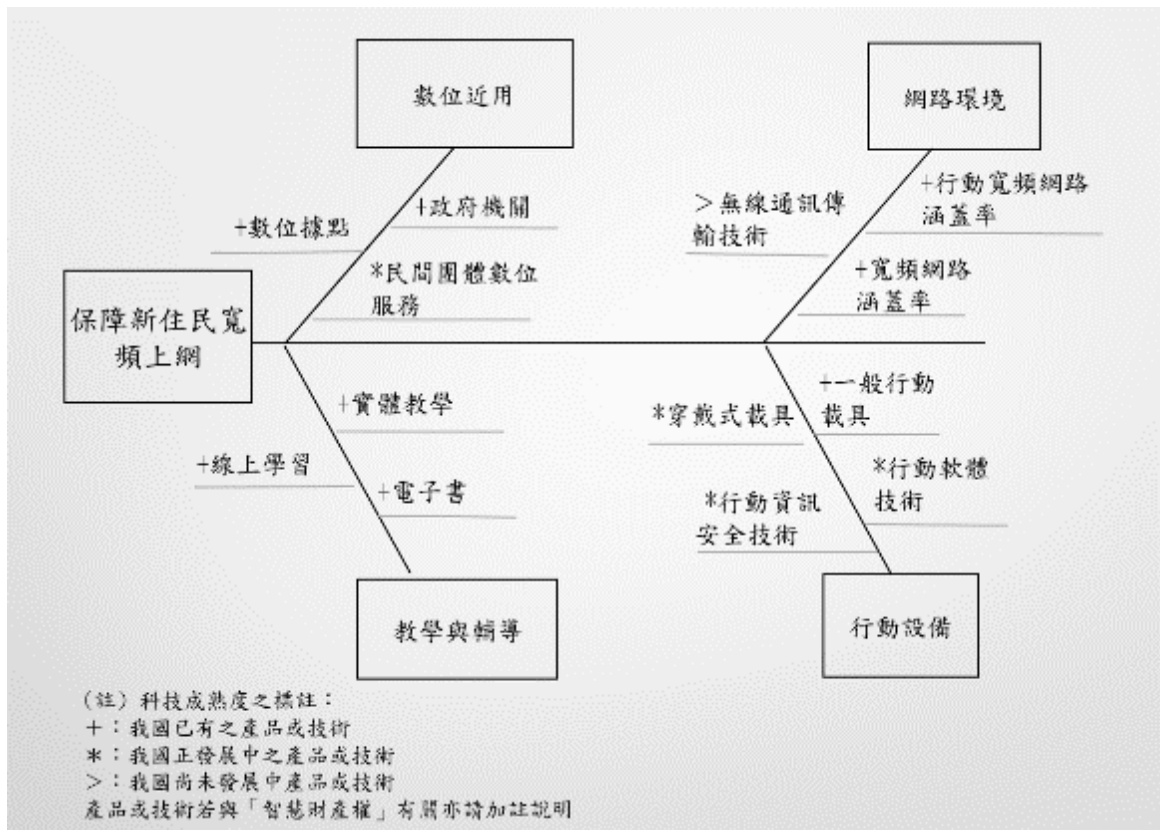 數位近用
網路環境
+數位據點
+政府機關
*民間團體數位
服務
>無線通訊傳
輸技術
+行動寬頻網路
涵蓋率
+寬頻網路
涵蓋率
保障新住民寬
頻上網
+實體教學
+線上學習
+電子書
*穿戴式載具
+一般行動
載具
*行動資訊
安全技術
*行動軟體
技術
教學與輔導
行動設備
(註)科技成熟度之標註:
+:我國已有之產品或技術
*:我國正發展中之產品或技術
>:我國尚未發展中產品或技術
產品或技術若與「智慧財產權」有關亦請加註說明